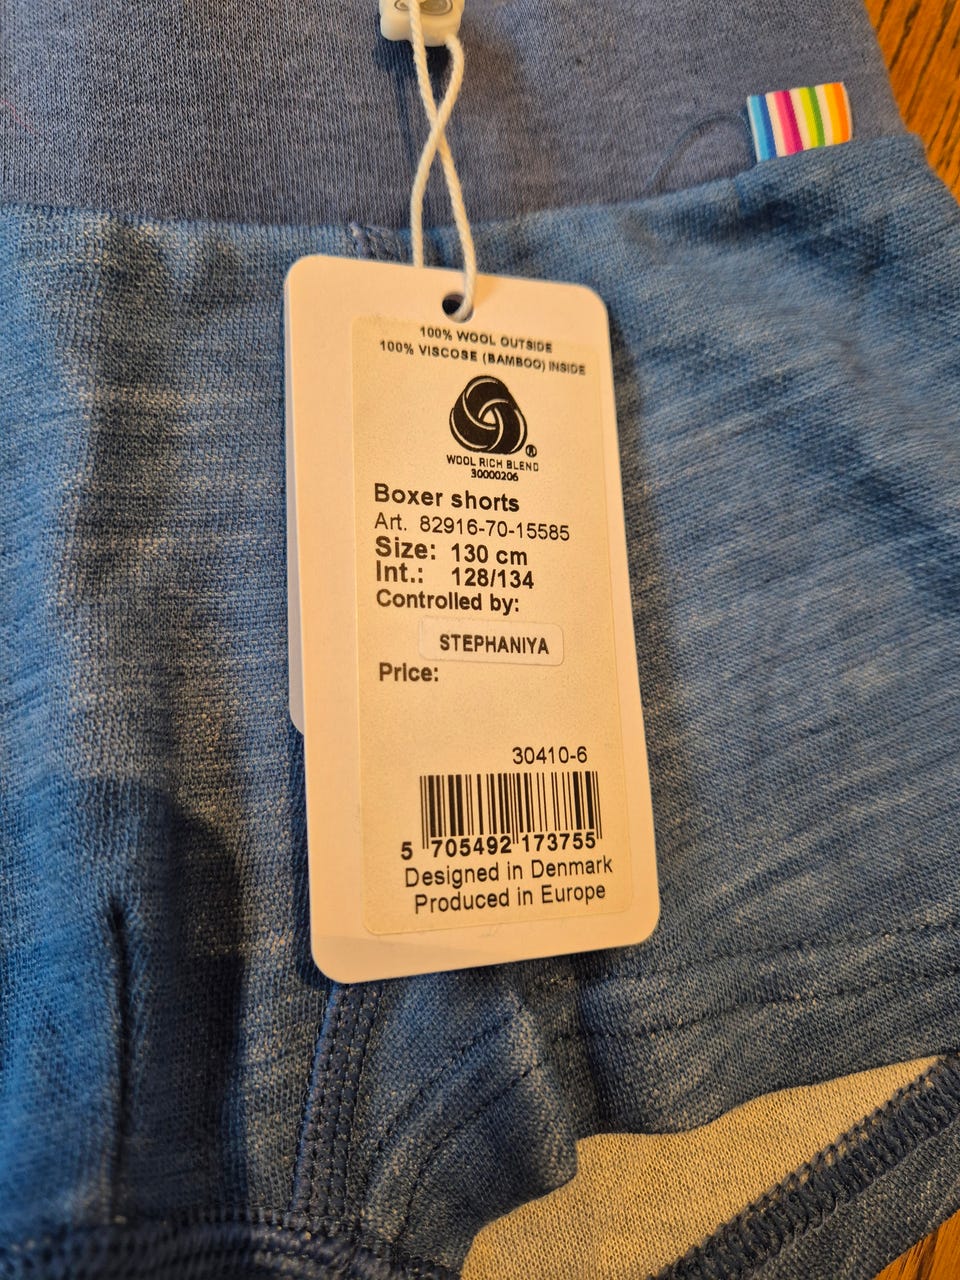 100% WOOL OUTSIDE
100% VISCOSE (BAMBOO) INSIDE
®
WOOL RICH BLEND
30000206
Boxer shorts
Art. 82916-70-15585
Size: 130 cm
Int.: 128/134
Controlled by:
STEPHANIYA
Price:
30410-6
5 705492 173755
Designed in Denmark
Produced in Europe